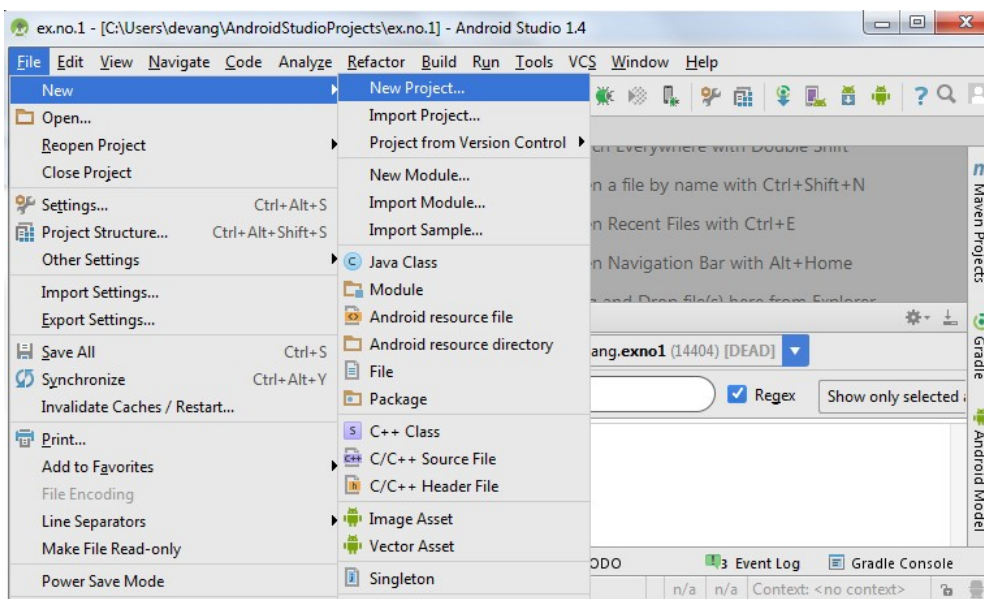 ex.no.1 - [C:\Users\devang\AndroidStudioProjects\ex.no.1] - Android Studio 1.4
File Edit View Navigate Code Analyze Refactor Build Run Tools VCS Window Help
New
Open...
Reopen Project
Close Project
Settings... Ctrl+Alt+S
Project Structure... Ctrl+Alt+Shift+S
Other Settings
Import Settings...
Export Settings...
Save All Ctrl+S
Synchronize Ctrl+Alt+Y
Invalidate Caches / Restart...
Print...
Add to Favorites
File Encoding
Line Separators
Make File Read-only
Power Save Mode
New Project...
Import Project...
Project from Version Control
New Module...
Import Module...
Import Sample...
Java Class
Module
Android resource file
Android resource directory
File
Package
C++ Class
C/C++ Source File
C/C++ Header File
Image Asset
Vector Asset
Singleton
Everywhere with Double Shift
n a file by name with Ctrl+Shift+N
n Recent Files with Ctrl+E
n Navigation Bar with Alt+Home
and Drop file(s) here from Explorer
ang.exno1 (14404) [DEAD]
Regex Show only selected
ODO 3 Event Log Gradle Console
n/a n/a Context: <no context>
Maven Projects
Gradle
Android Model